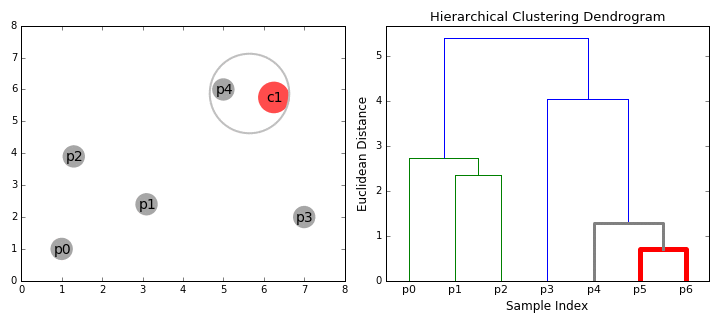 8
7
6
5
4
3
2
1
0
0 1 2 3 4 5 6 7 8
p4
c1
p2
p1
p3
p0
Hierarchical Clustering Dendrogram
Euclidean Distance
5
4
3
2
1
0
p0 p1 p2 p3 p4 p5 p6
Sample Index